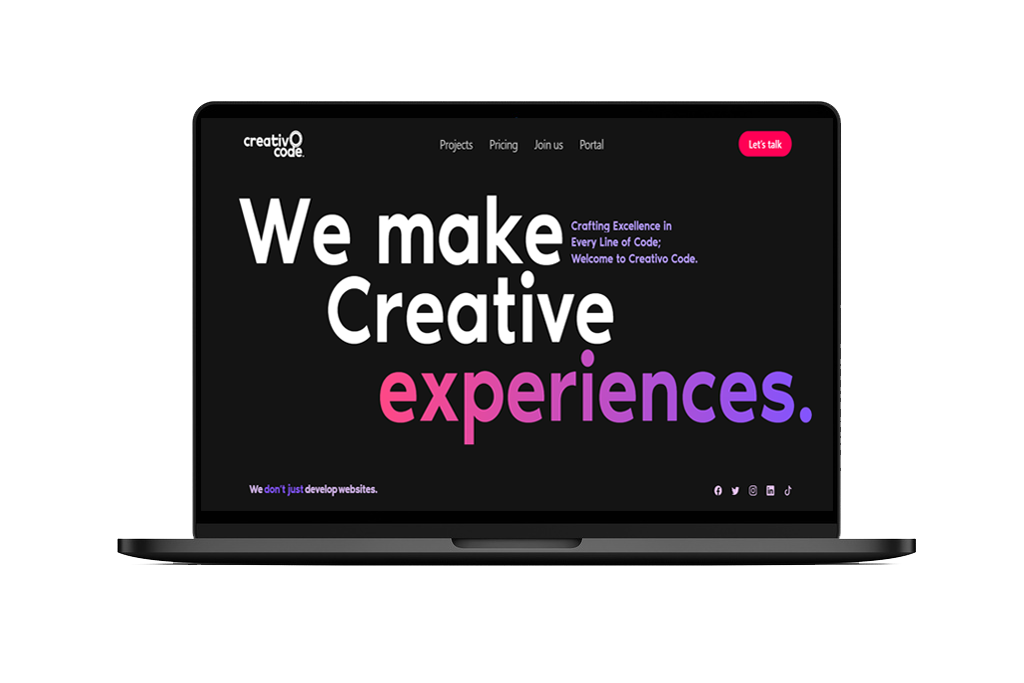 creativO
code.
Projects Pricing Join us Portal
Let's talk
We make
Creative
experiences.
Crafting Excellence in
Every Line of Code;
Welcome to Creativo Code.
We don't just develop websites.